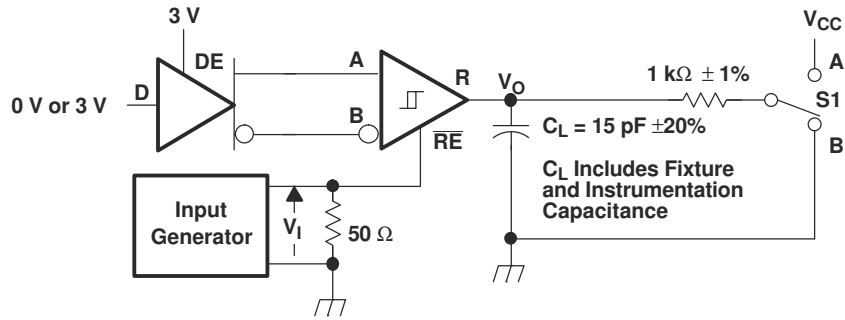 3 V
DE
D
0 V or 3 V
A
B
R
RE
V_O
1 kΩ ± 1%
V_CC
A
S1
B
C_L = 15 pF ±20%
C_L Includes Fixture
and Instrumentation
Capacitance
Input
Generator
V_I
50 Ω